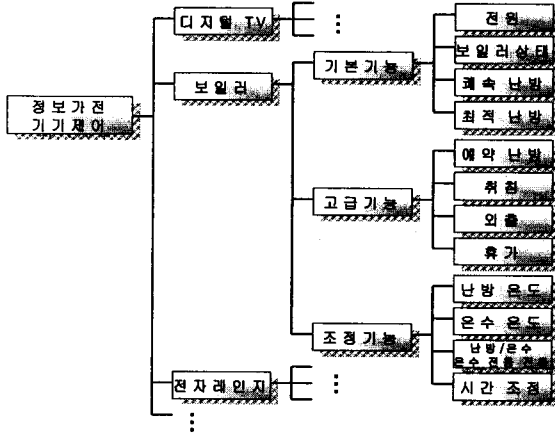 디지털 TV
보일러
정보가전
기기제어
전자레인지
기본기능
고급기능
조정기능
전원
보일러상태
쾌속 난방
최적 난방
예약 난방
취침
외출
휴가
난방 온도
온수 온도
난방/온수
온수 전용
시간 조정